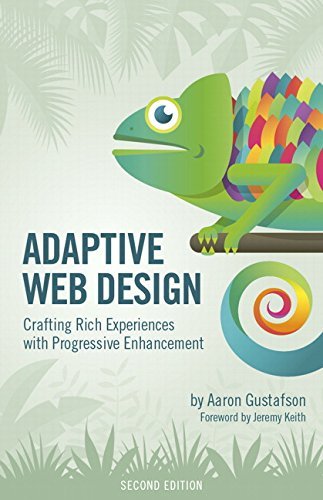 ADAPTIVE
WEB DESIGN
Crafting Rich Experiences
with Progressive Enhancement
by Aaron Gustafson
Foreword by Jeremy Keith
SECOND EDITION